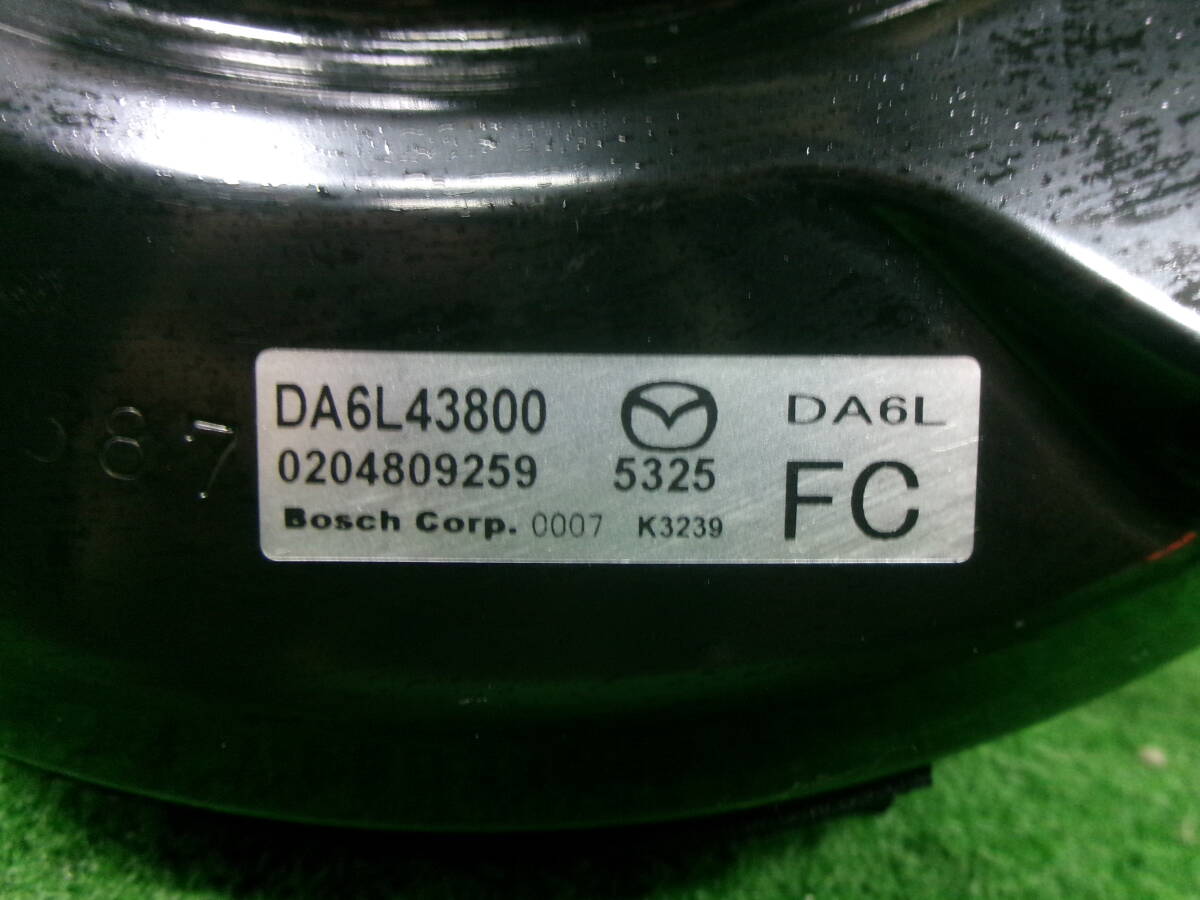 DA6L43800 DA6L
0204809259 5325 FC
Bosch Corp. 0007 K3239
87